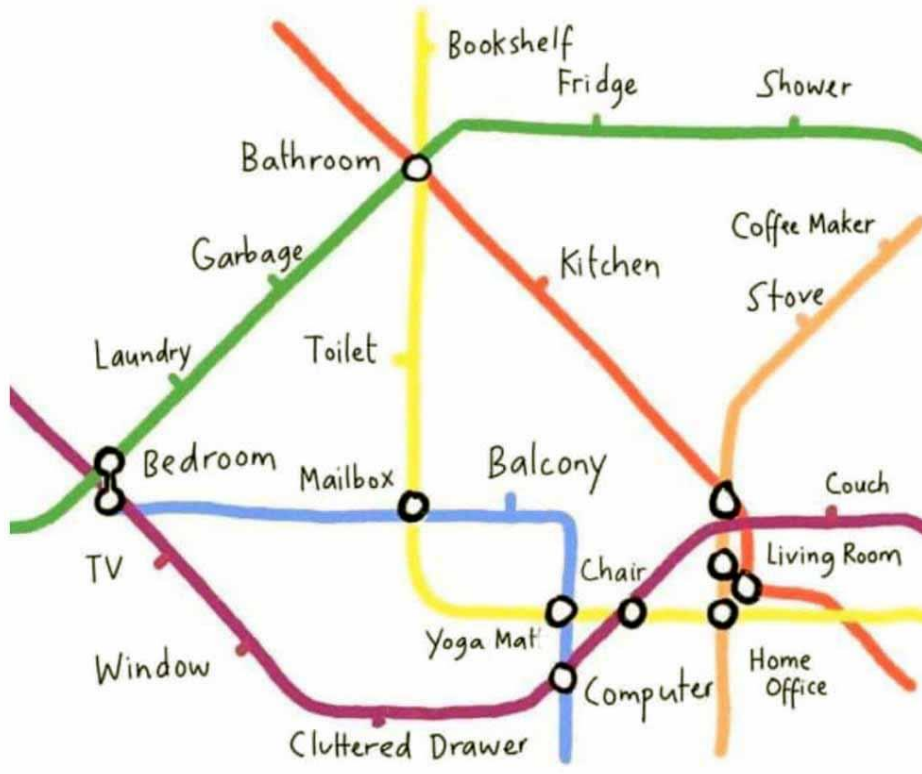 Bookshelf
Fridge
Shower
Bathroom
Coffee Maker
Garbage
Kitchen
Stove
Laundry
Toilet
Bedroom
Mailbox
Balcony
Couch
TV
Chair
Living Room
Yoga Mat
Window
Computer
Home
Office
Cluttered Drawer